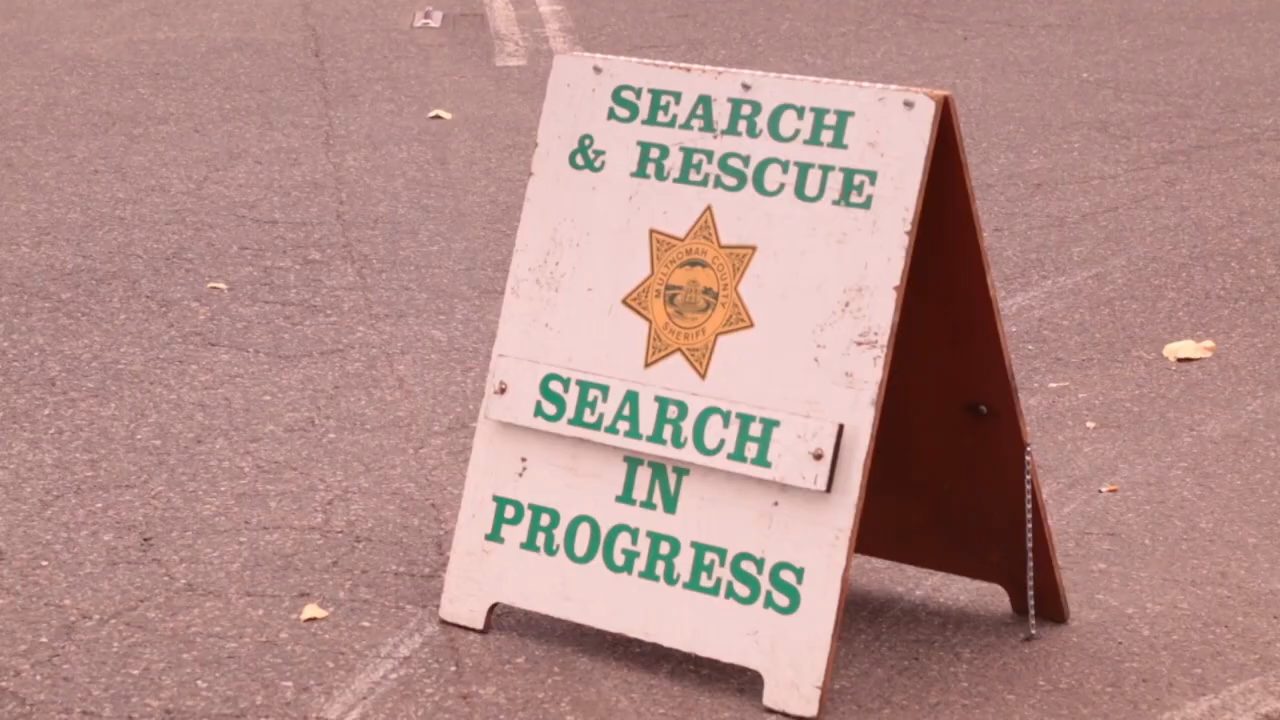 SEARCH
& RESCUE
MULTNOMAH COUNTY
SHERIFF
SEARCH
IN
PROGRESS